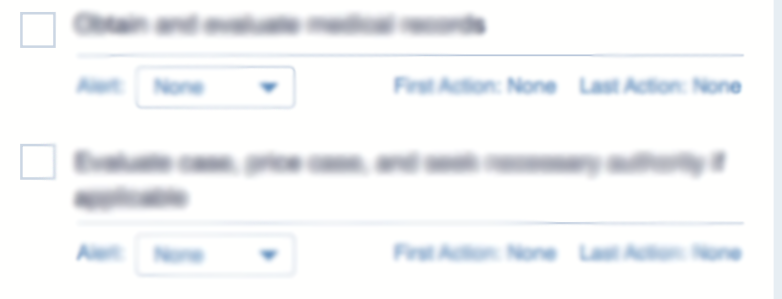 Obtain and evaluate medical records
Alert: None First Action: None Last Action: None
Evaluate case, price case, and seek necessary authority if
applicable
Alert: None First Action: None Last Action: None